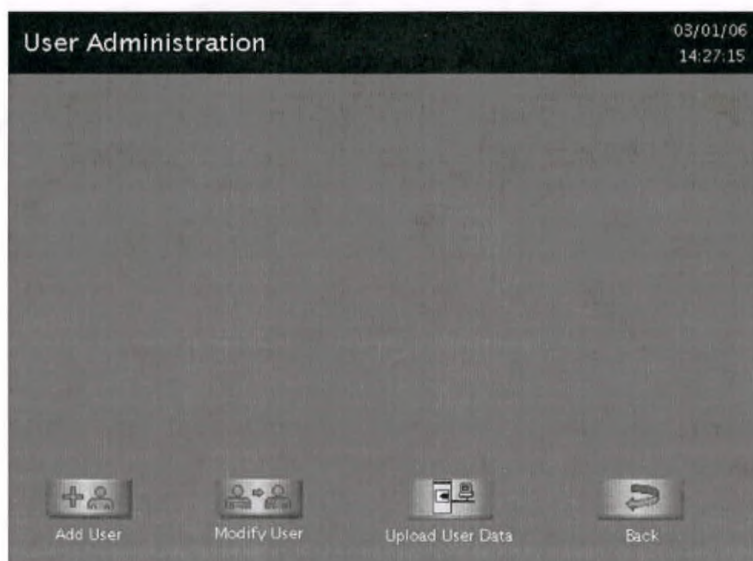 User Administration
03/01/06
14:27:15
Add User
Modify User
Upload User Data
Back